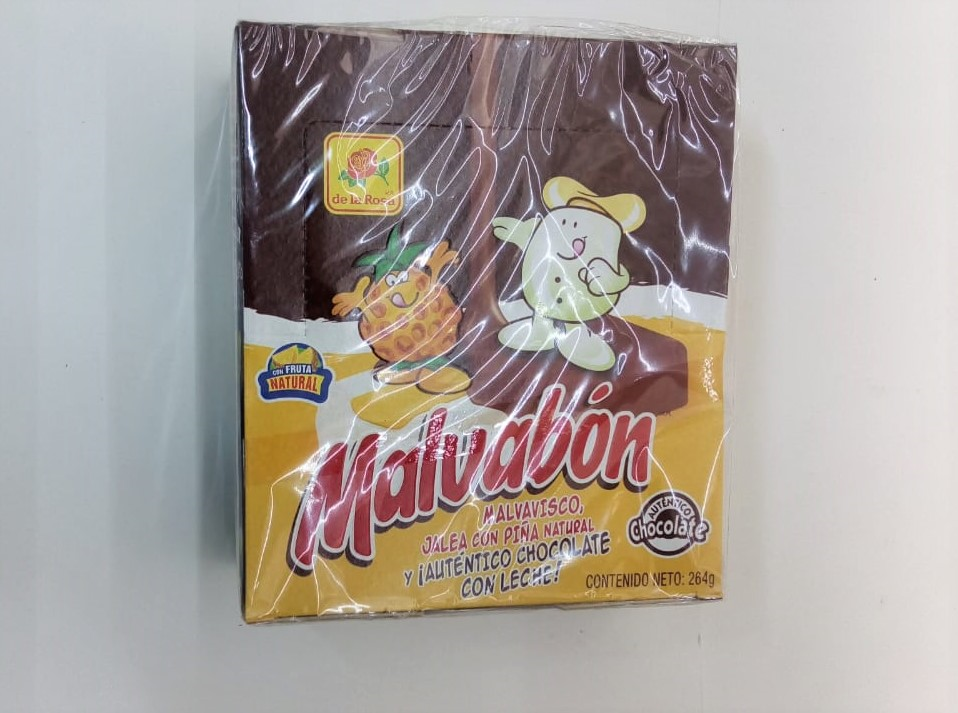 de la Rosa
CON FRUTA
NATURAL
Malvabón
MALVAVISCO,
JALEA CON PIÑA NATURAL
Y ¡AUTÉNTICO CHOCOLATE
CON LECHE!
AUTÉNTICO
Chocolate
CONTENIDO NETO: 264g